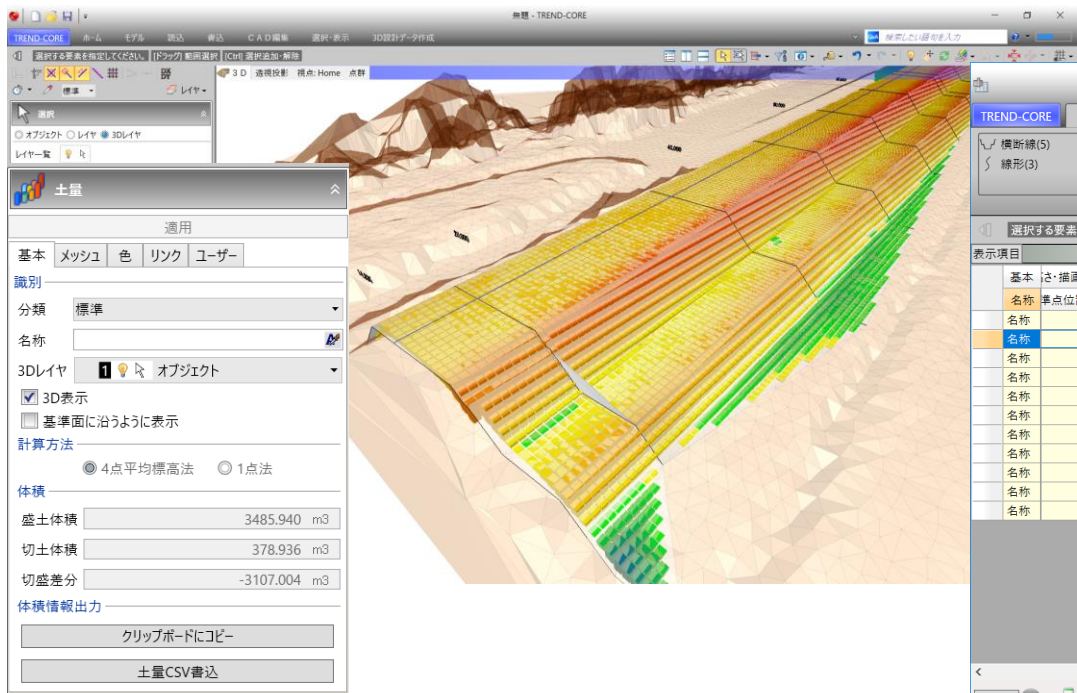 無題 - TREND-CORE
TREND-CORE ホーム モデル 読込 書込 CAD編集 選択・表示 3D設計データ作成
検索したい語句を入力
選択する要素を指定してください。[ドラッグ] 範囲選択 [Ctrl] 選択追加・解除
標準 レイヤ
3D 透視投影 視点: Home 点群
選択
オブジェクト レイヤ 3Dレイヤ
レイヤ一覧
土量
適用
基本 メッシュ 色 リンク ユーザー
識別
分類 標準
名称
3Dレイヤ 1 オブジェクト
3D表示
基準面に沿うように表示
計算方法
4点平均標高法 1点法
体積
盛土体積 3485.940 m3
切土体積 378.936 m3
切盛差分 -3107.004 m3
体積情報出力
クリップボードにコピー
土量CSV書込
TREND-CORE
横断線(5)
線形(3)
選択する要素
表示項目
基本 さ・描画
名称 準点位
名称
名称
名称
名称
名称
名称
名称
名称
名称
名称
名称